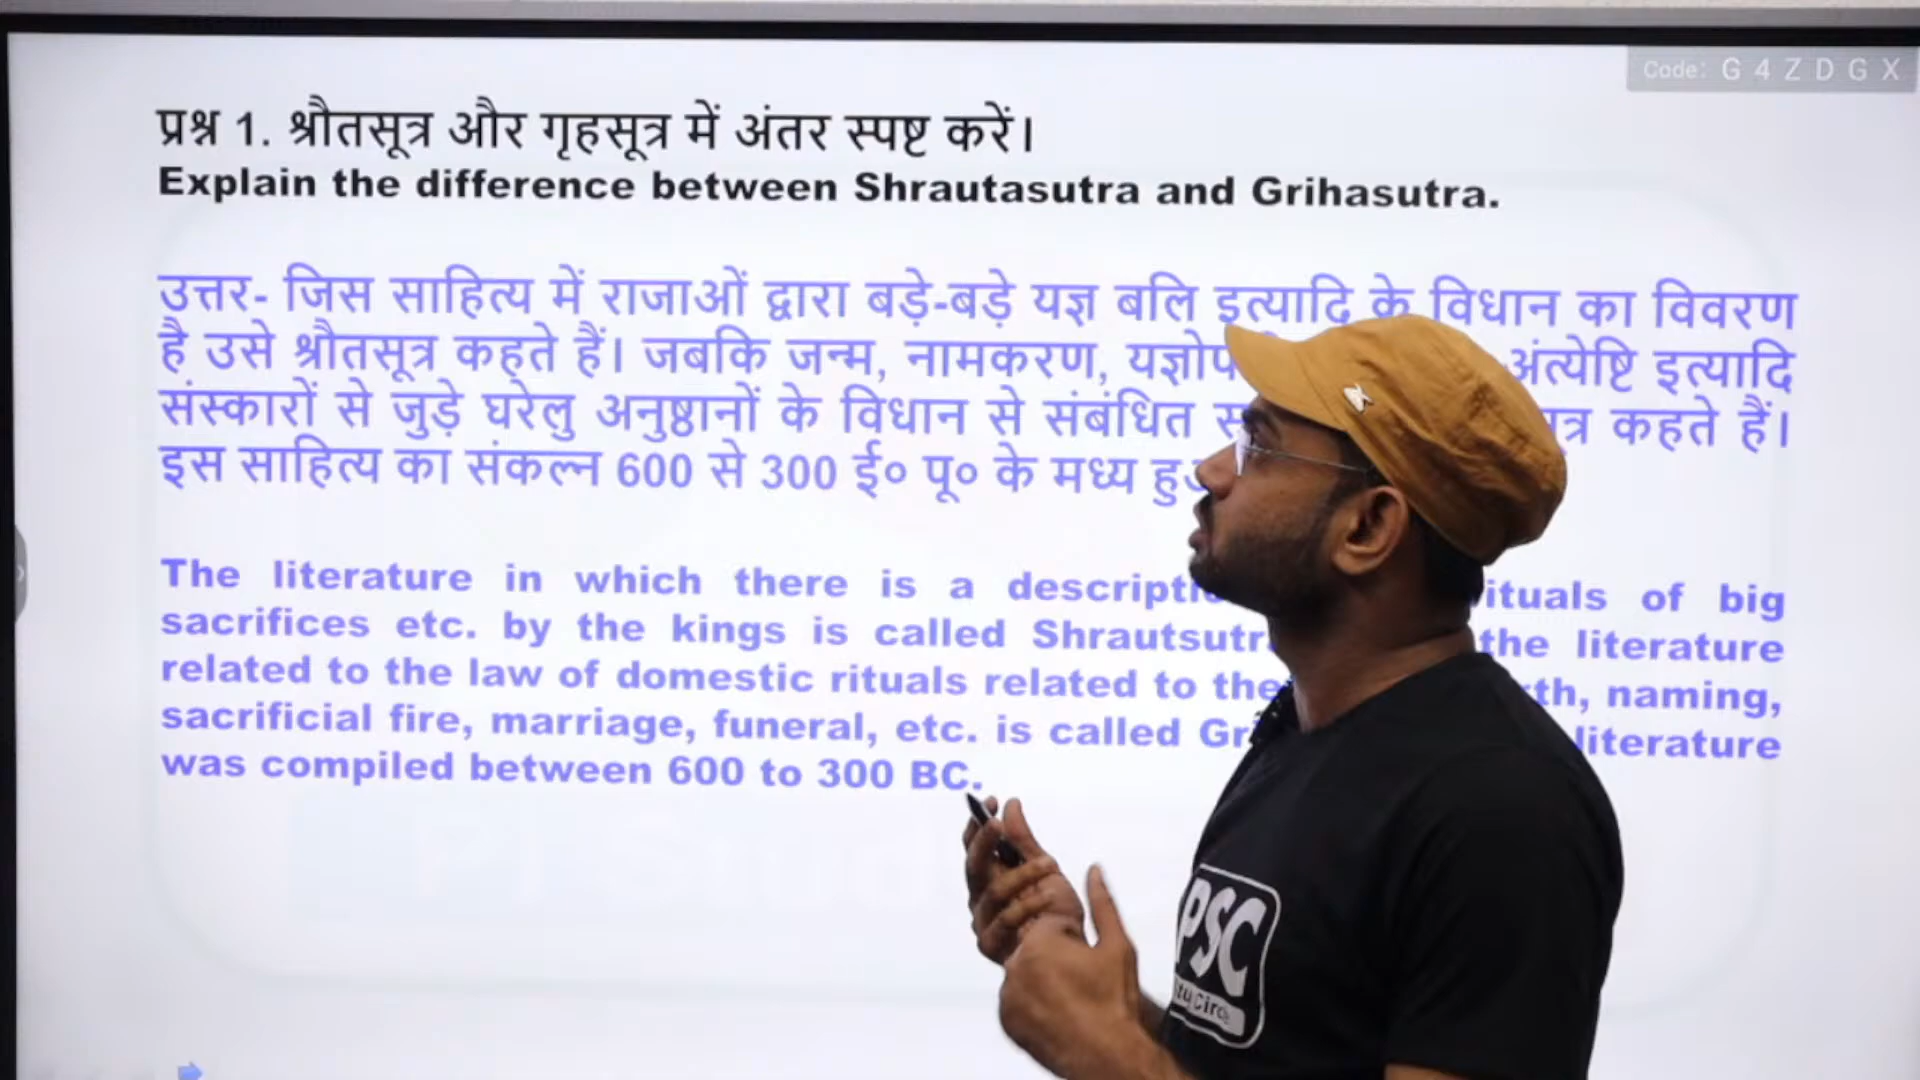 Code: G 4 Z D G X
प्रश्न 1. श्रौतसूत्र और गृहसूत्र में अंतर स्पष्ट करें।
Explain the difference between Shrautasutra and Grihasutra.
उत्तर- जिस साहित्य में राजाओं द्वारा बड़े-बड़े यज्ञ बलि इत्यादि के विधान का विवरण
है उसे श्रौतसूत्र कहते हैं। जबकि जन्म, नामकरण, अंत्येष्टि इत्यादि
संस्कारों से जुड़े घरेलु अनुष्ठानों के विधान से संबंधित कहते हैं।
इस साहित्य का संकल्न 600 से 300 ई० पू० के मध्य
The literature in which there is a of big
sacrifices etc. by the kings is called the literature
related to the law of domestic rituals related to the naming,
sacrificial fire, marriage, funeral, etc. is called literature
was compiled between 600 to 300 BC.
PSC